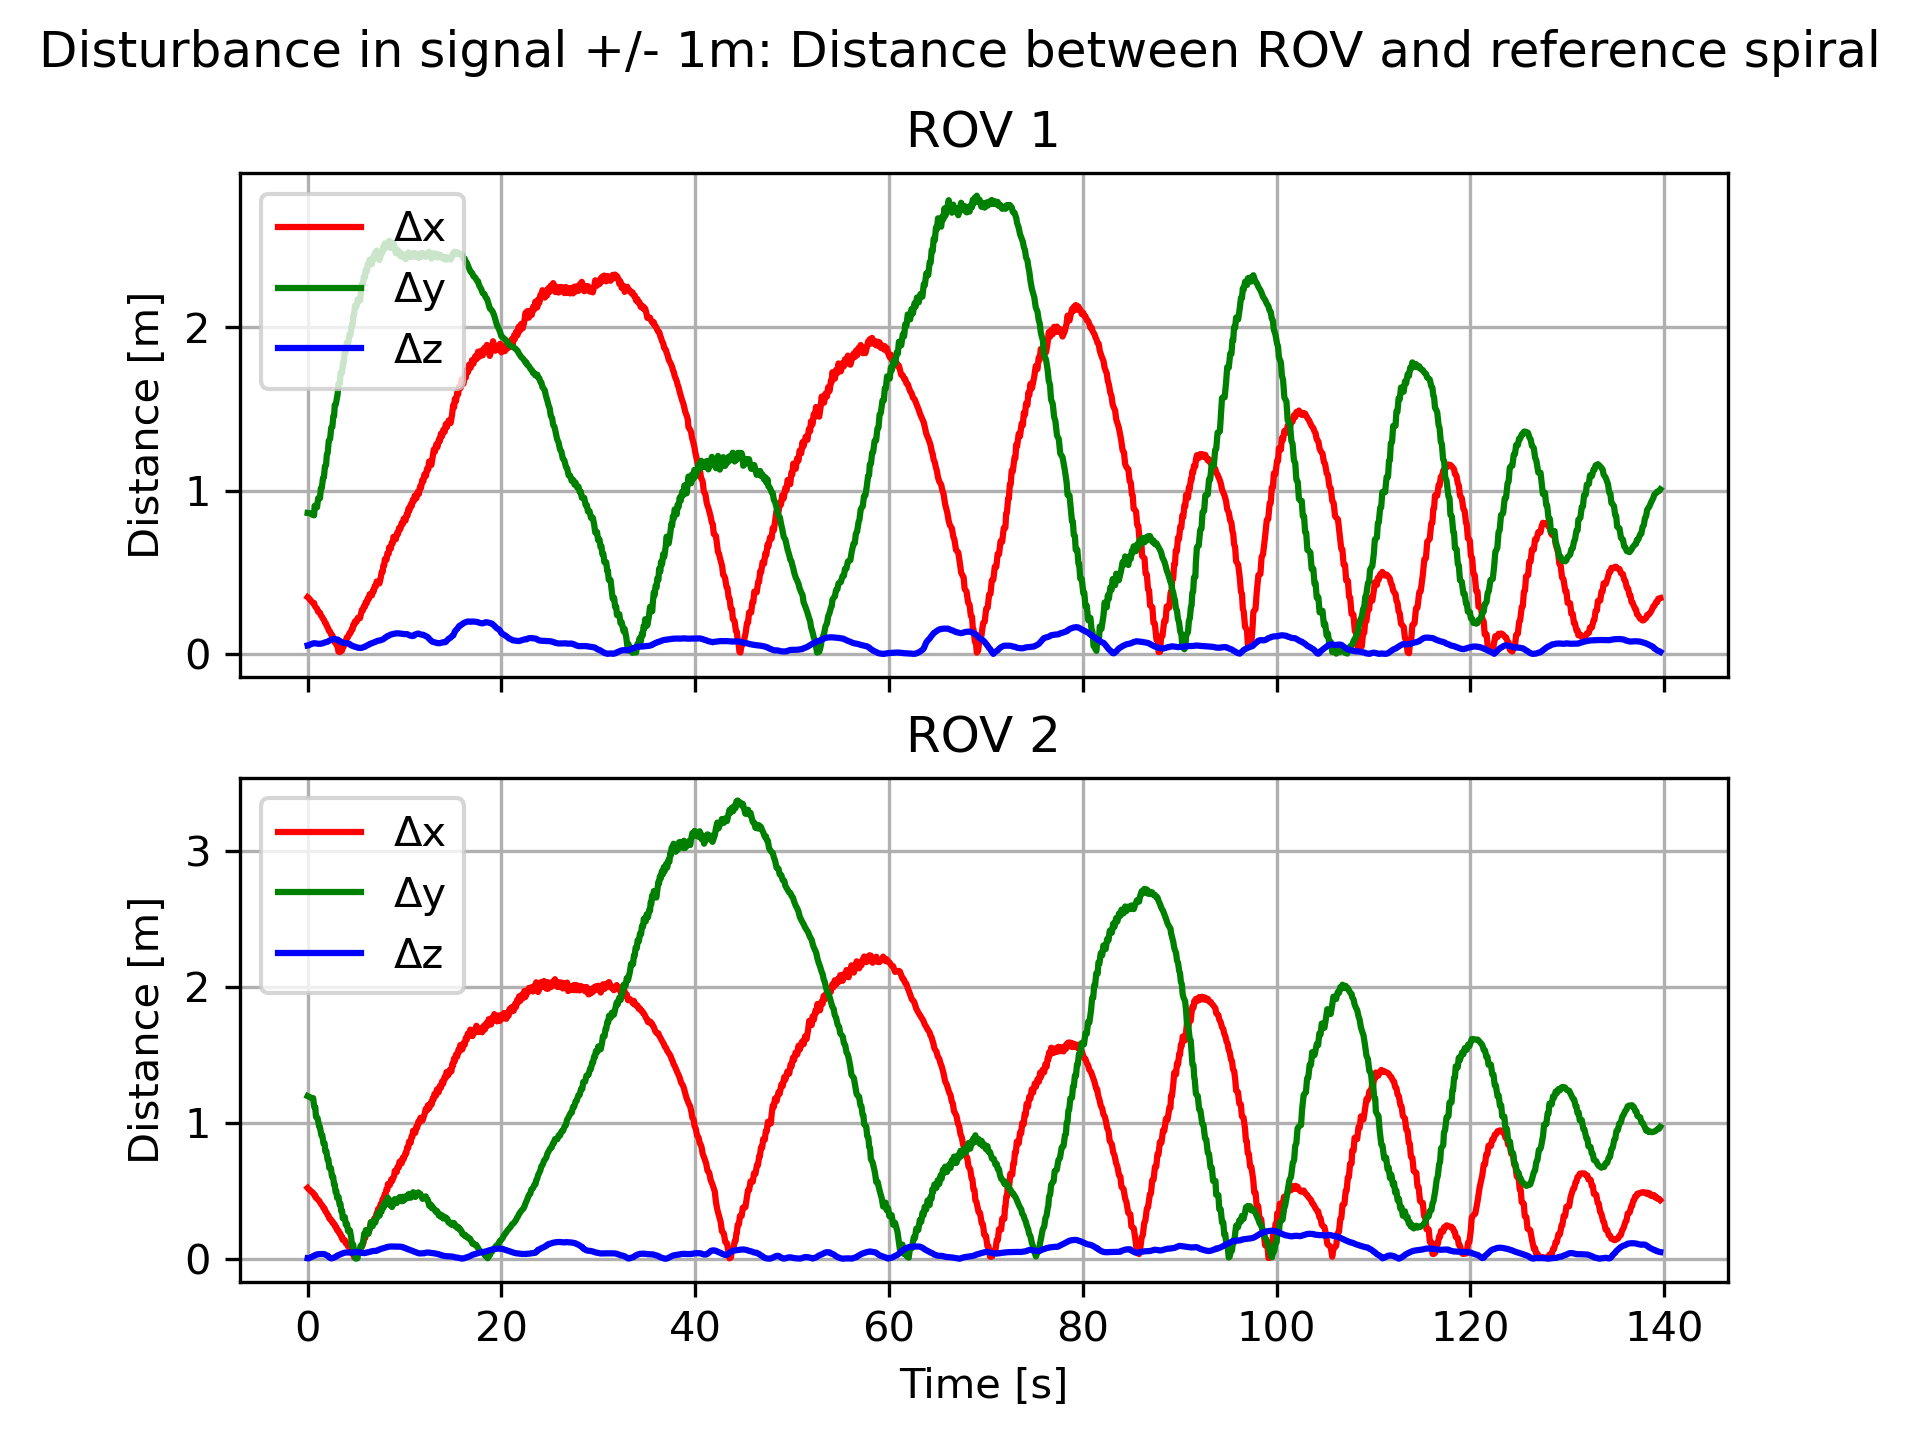 Disturbance in signal +/- 1m: Distance between ROV and reference spiral
ROV 1
Δx
Δy
Δz
Distance [m]
2
1
0
ROV 2
Δx
Δy
Δz
Distance [m]
3
2
1
0
0 20 40 60 80 100 120 140
Time [s]